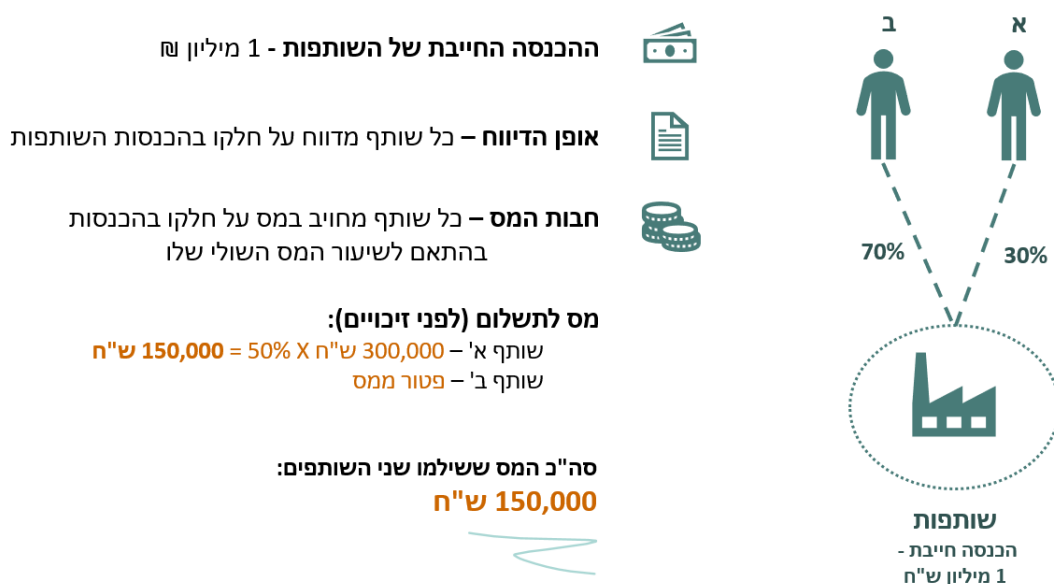 ההכנסה החייבת של השותפות - 1 מיליון ₪
אופן הדיווח – כל שותף מדווח על חלקו בהכנסות השותפות
חבות המס – כל שותף מחויב במס על חלקו בהכנסות
בהתאם לשיעור המס השולי שלו
מס לתשלום (לפני זיכויים):
שותף א' – 300,000 ש"ח X 50% = 150,000 ש"ח
שותף ב' – פטור ממס
סה"כ המס ששילמו שני השותפים:
150,000 ש"ח
א
ב
30%
70%
שותפות
הכנסה חייבת -
1 מיליון ש"ח